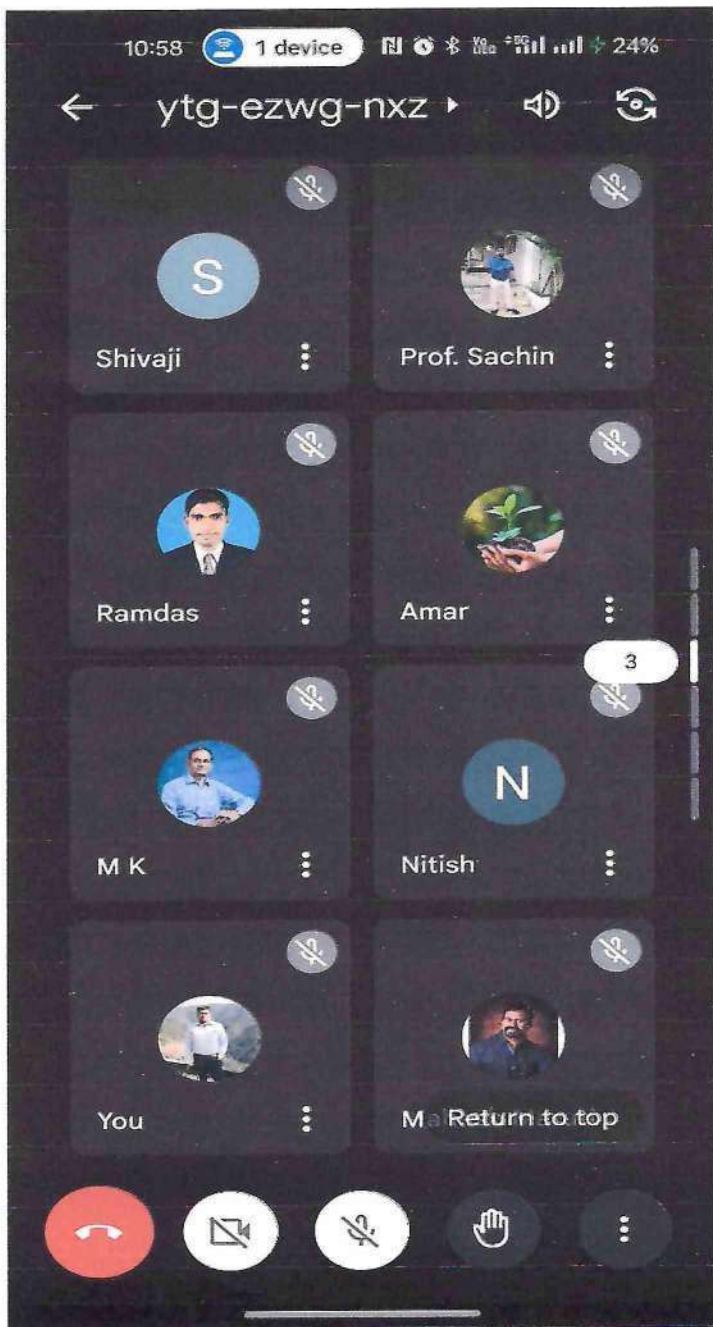 10:58 1 device 24%
ytg-ezwg-nxz
S
Shivaji
Prof. Sachin
Ramdas
Amar
3
M K
N
Nitish
You
M Return to top